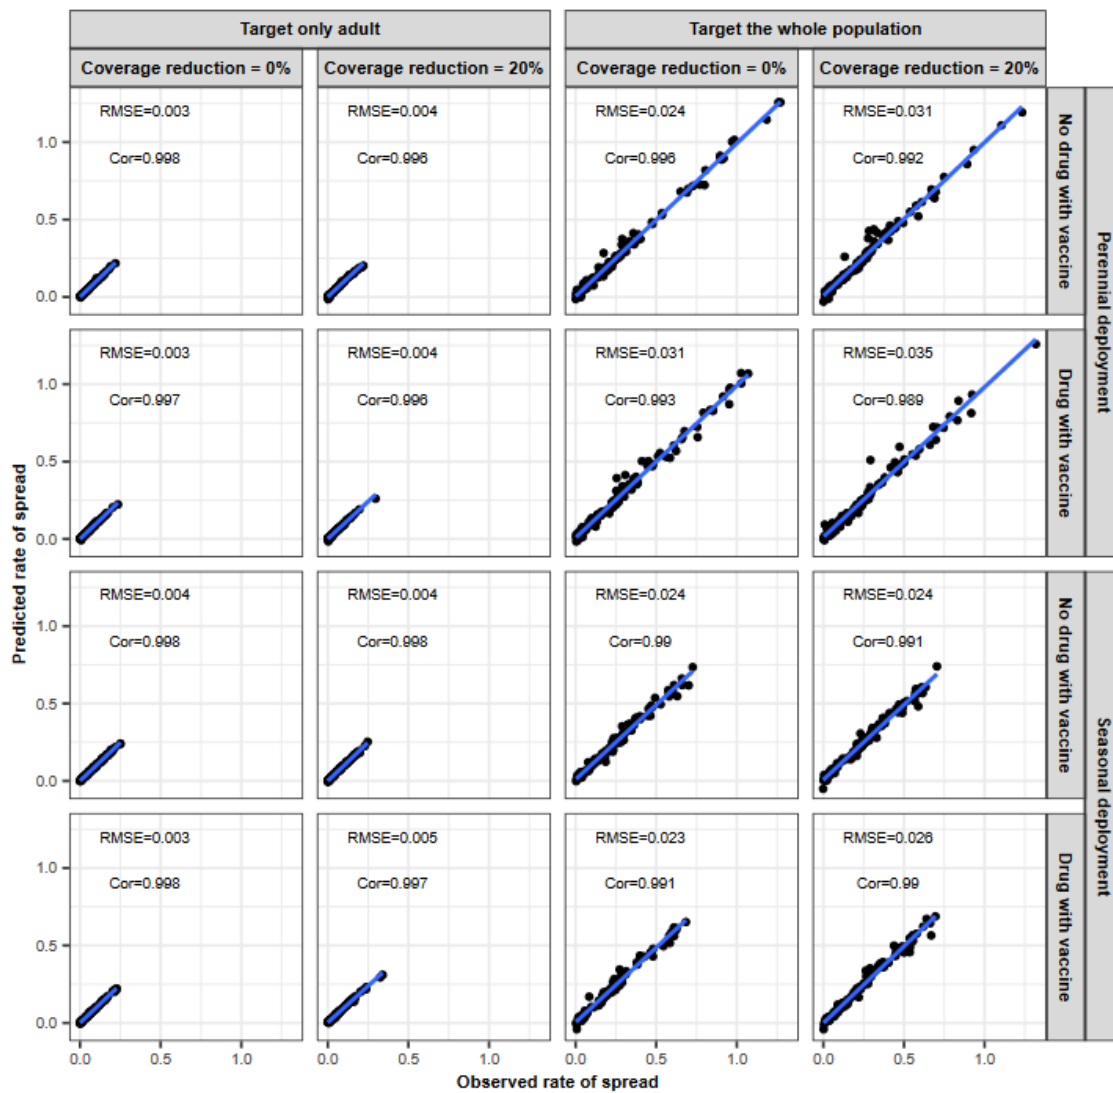 Target only adult
Target the whole population
Coverage reduction = 0%
Coverage reduction = 20%
Coverage reduction = 0%
Coverage reduction = 20%
RMSE=0.003
Cor=0.998
RMSE=0.004
Cor=0.996
RMSE=0.024
Cor=0.996
RMSE=0.031
Cor=0.992
No drug with vaccine
Perennial deployment
1.0
0.5
0.0
RMSE=0.003
Cor=0.997
RMSE=0.004
Cor=0.996
RMSE=0.031
Cor=0.993
RMSE=0.035
Cor=0.989
Drug with vaccine
1.0
0.5
0.0
Predicted rate of spread
RMSE=0.004
Cor=0.998
RMSE=0.004
Cor=0.998
RMSE=0.024
Cor=0.99
RMSE=0.024
Cor=0.991
No drug with vaccine
Seasonal deployment
1.0
0.5
0.0
RMSE=0.003
Cor=0.998
RMSE=0.005
Cor=0.997
RMSE=0.023
Cor=0.991
RMSE=0.026
Cor=0.99
Drug with vaccine
1.0
0.5
0.0
0.0 0.5 1.0
0.0 0.5 1.0
0.0 0.5 1.0
0.0 0.5 1.0
Observed rate of spread